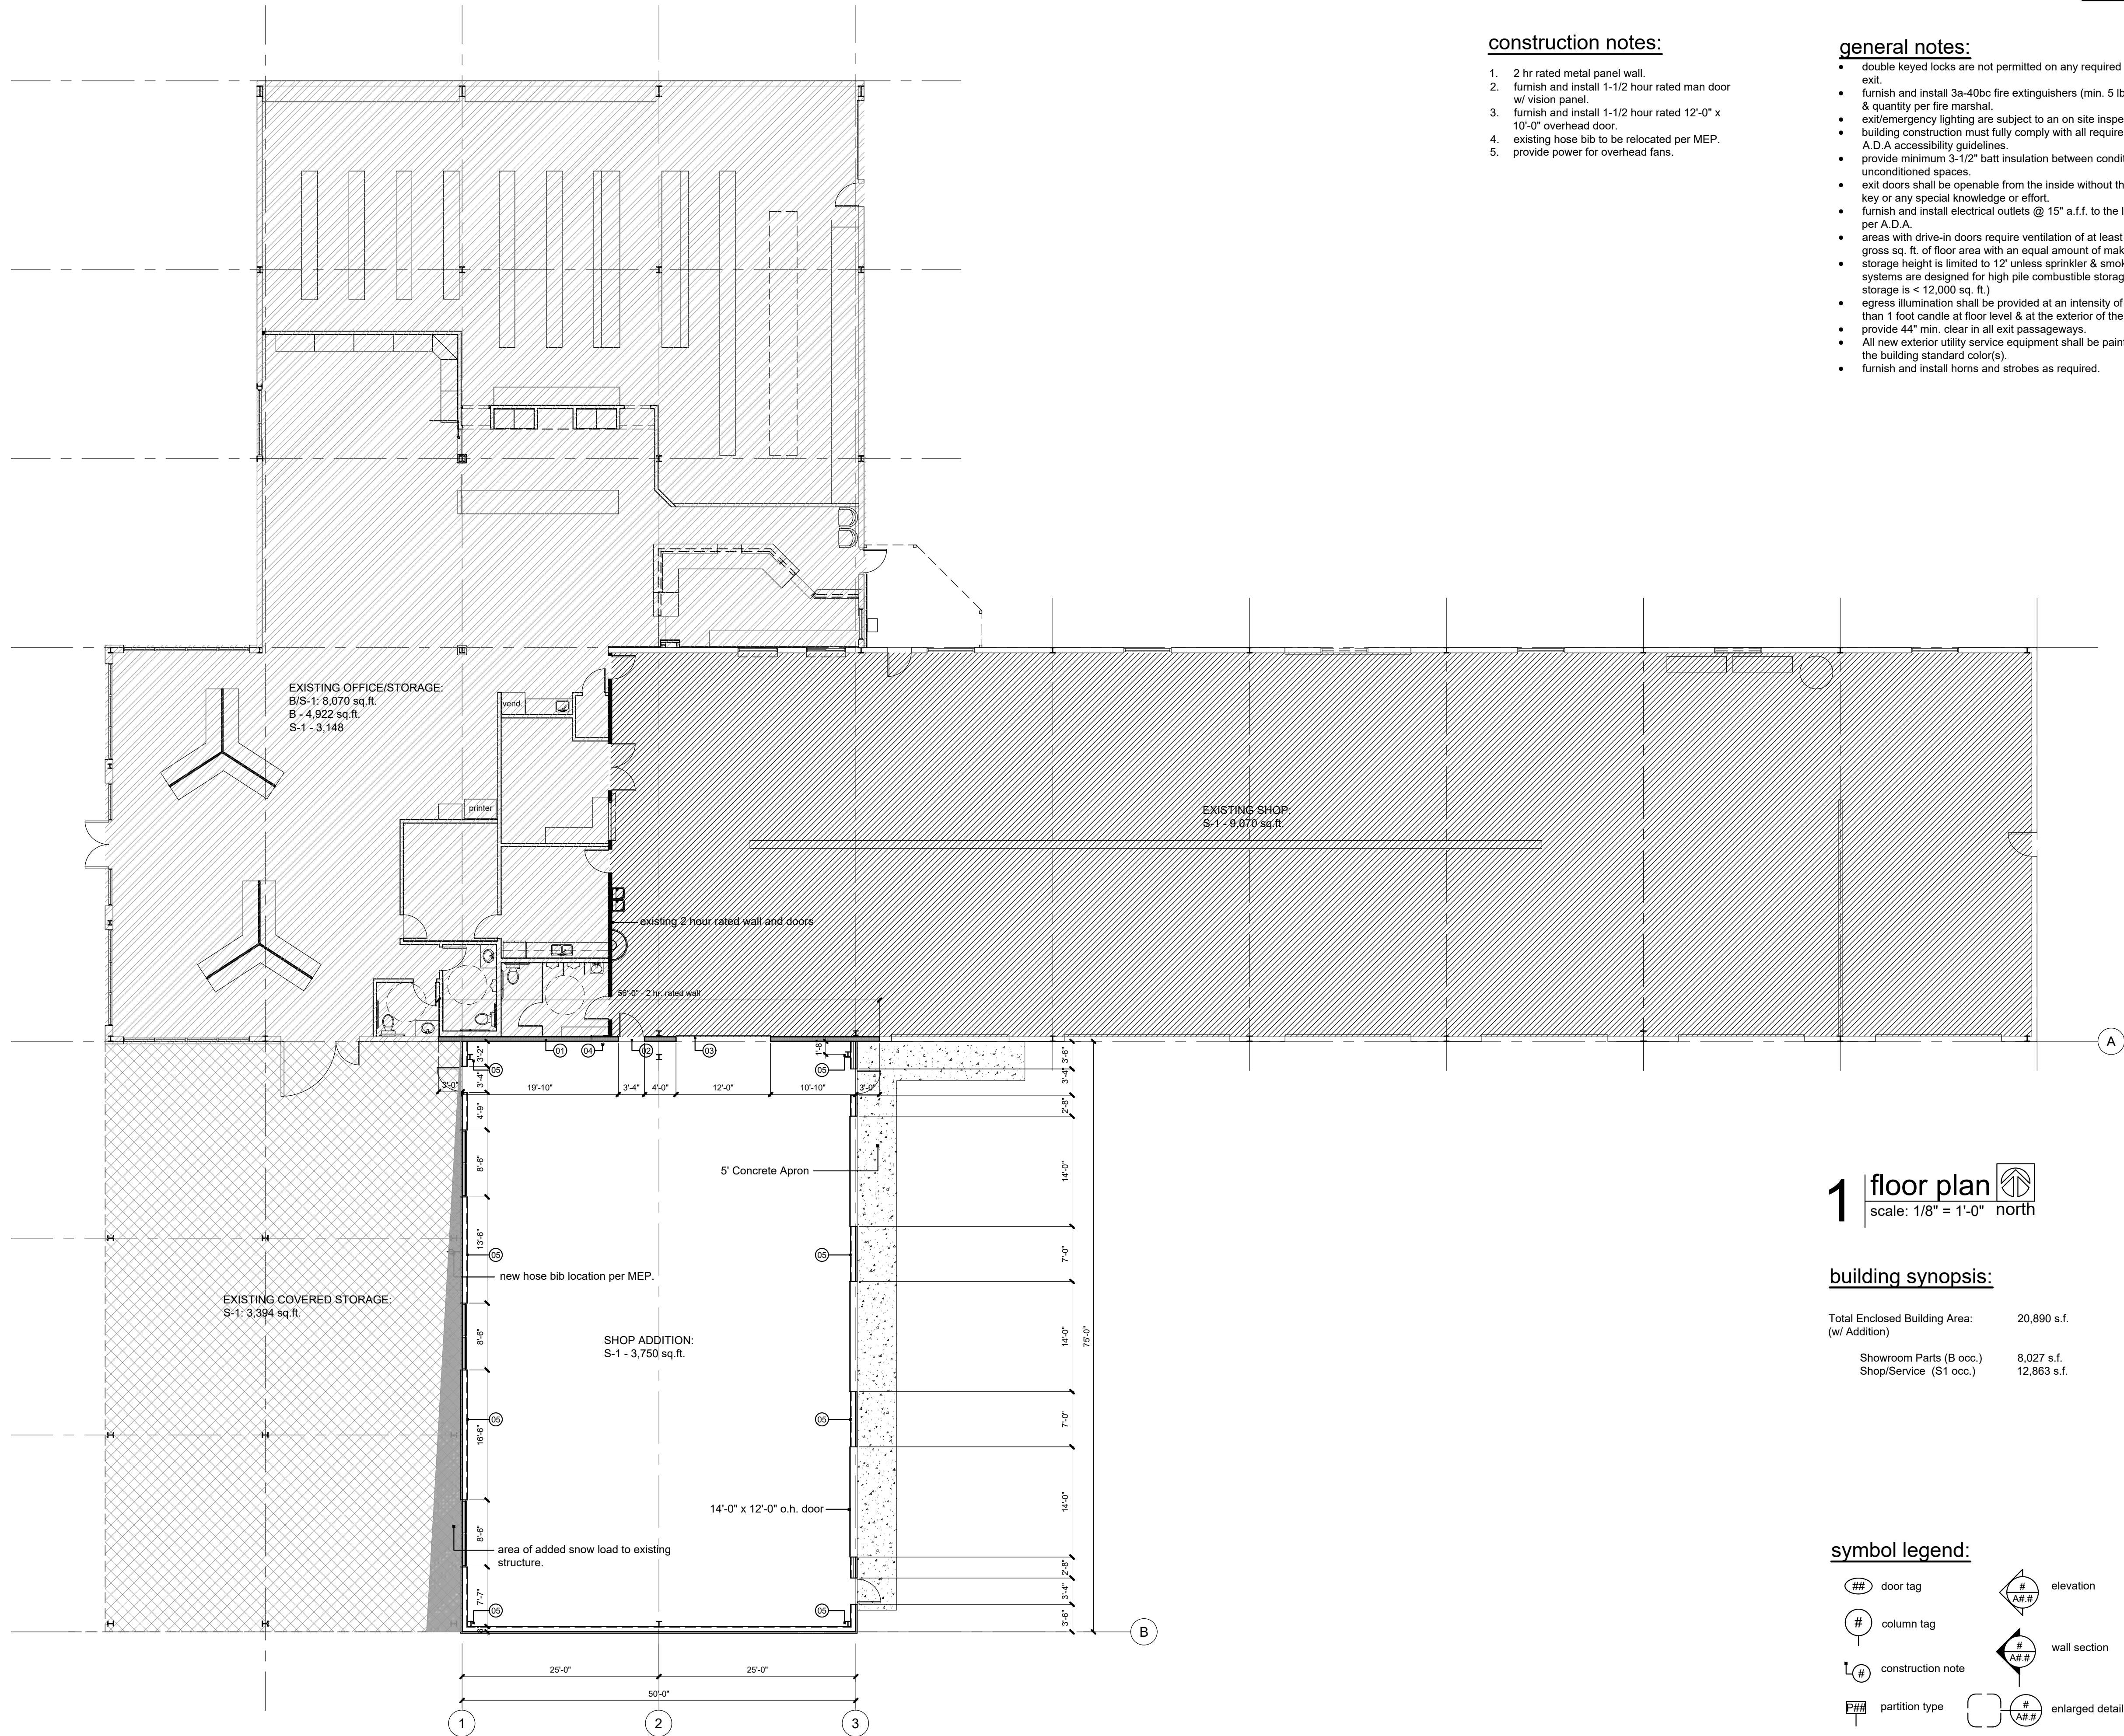 construction notes:
1. 2 hr rated metal panel wall.
2. furnish and install 1-1/2 hour rated man door
w/ vision panel.
3. furnish and install 1-1/2 hour rated 12'-0" x
10'-0" overhead door.
4. existing hose bib to be relocated per MEP.
5. provide power for overhead fans.
general notes:
• double keyed locks are not permitted on any required
exit.
• furnish and install 3a-40bc fire extinguishers (min. 5 lb
& quantity per fire marshal.
• exit/emergency lighting are subject to an on site inspe
• building construction must fully comply with all require
A.D.A accessibility guidelines.
• provide minimum 3-1/2" batt insulation between condit
unconditioned spaces.
• exit doors shall be openable from the inside without th
key or any special knowledge or effort.
• furnish and install electrical outlets @ 15" a.f.f. to the l
per A.D.A.
• areas with drive-in doors require ventilation of at least
gross sq. ft. of floor area with an equal amount of mak
• storage height is limited to 12' unless sprinkler & smok
systems are designed for high pile combustible storag
storage is < 12,000 sq. ft.)
• egress illumination shall be provided at an intensity of
than 1 foot candle at floor level & at the exterior of the
• provide 44" min. clear in all exit passageways.
• All new exterior utility service equipment shall be paint
the building standard color(s).
• furnish and install horns and strobes as required.
EXISTING OFFICE/STORAGE:
B/S-1: 8,070 sq.ft.
B - 4,922 sq.ft.
S-1 - 3,148
vend.
printer
EXISTING SHOP:
S-1 - 9,070 sq.ft.
existing 2 hour rated wall and doors
56'-0" - 2 hr. rated wall
01
04
02
03
A
3'-2"
1'-8"
3'-6"
05
05
3'-4"
3'-4"
3'-0"
19'-10"
3'-4"
4'-0"
12'-0"
10'-10"
3'-0"
4'-9"
2'-8"
8'-6"
5' Concrete Apron
14'-0"
13'-6"
05
05
7'-0"
new hose bib location per MEP.
EXISTING COVERED STORAGE:
S-1: 3,394 sq.ft.
8'-6"
SHOP ADDITION:
S-1 - 3,750 sq.ft.
14'-0"
75'-0"
16'-6"
05
05
7'-0"
14'-0" x 12'-0" o.h. door
14'-0"
8'-6"
area of added snow load to existing
structure.
2'-8"
7'-7"
3'-4"
05
05
3'-6"
B
25'-0"
25'-0"
50'-0"
1
2
3
1
floor plan
scale: 1/8" = 1'-0"
north
building synopsis:
Total Enclosed Building Area: 20,890 s.f.
(w/ Addition)
Showroom Parts (B occ.) 8,027 s.f.
Shop/Service (S1 occ.) 12,863 s.f.
symbol legend:
## door tag
# A#.# elevation
# column tag
# A#.# wall section
# construction note
P## partition type
# A#.# enlarged detail